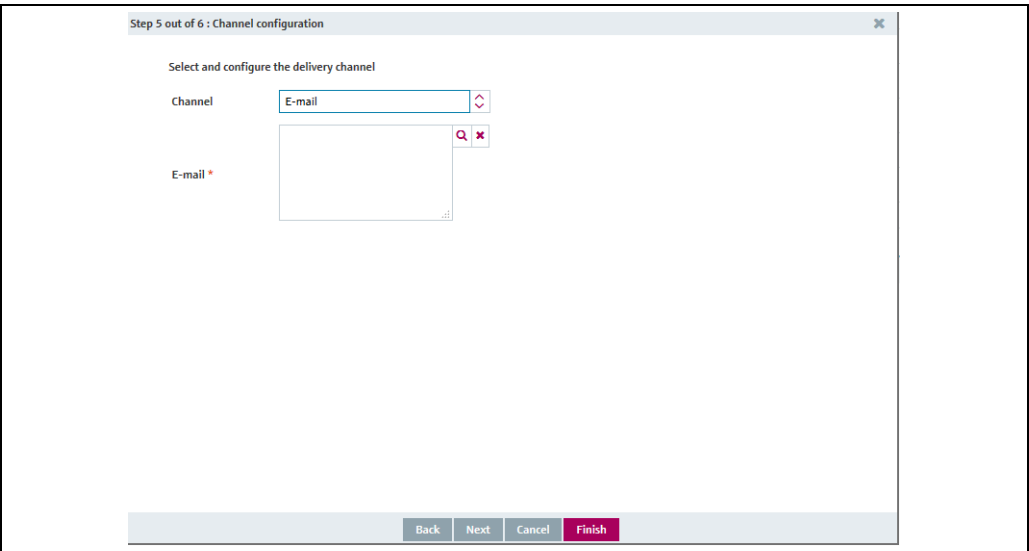 Step 5 out of 6 : Channel configuration
Select and configure the delivery channel
Channel
E-mail
E-mail *
Back Next Cancel Finish